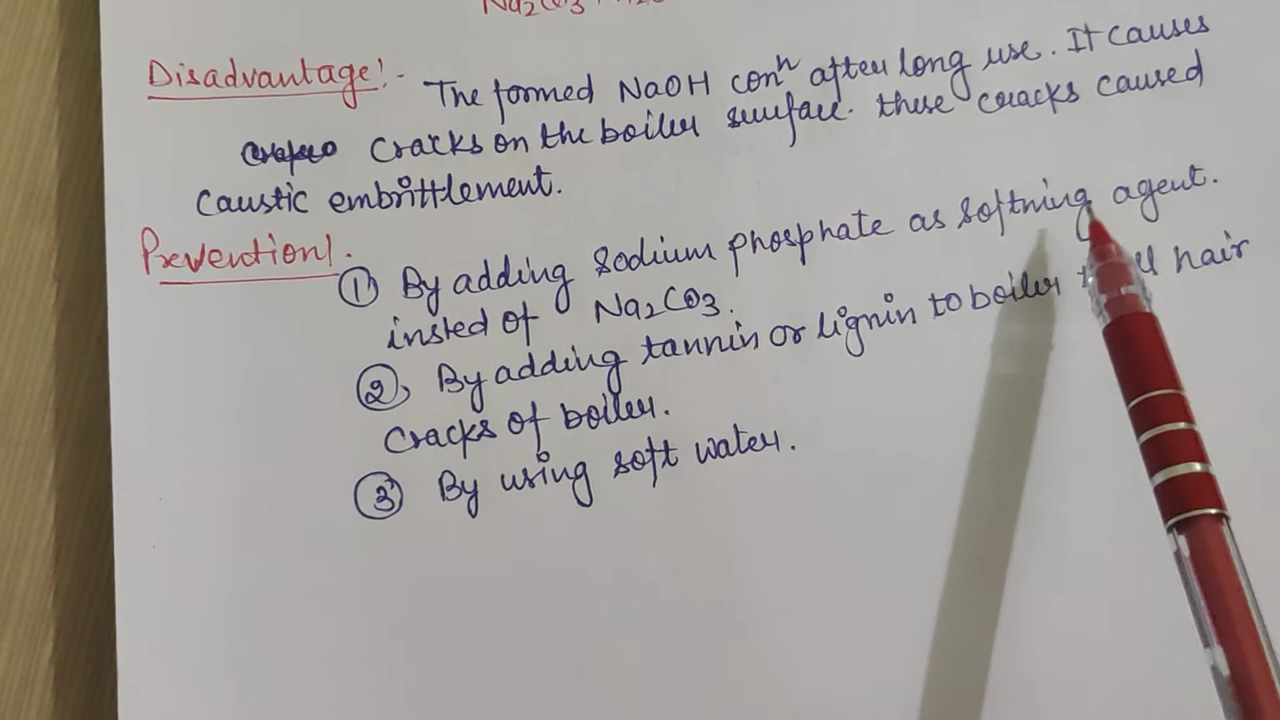 Na2CO3
Disadvantage!- The formed NaOH conⁿ after long use. It causes
cracks on the boiler surface. these cracks caused
caustic embrittlement.
Prevention!- ① By adding sodium phosphate as softning agent.
insted of Na2CO3.
②, By adding tannin or lignin to boiler hair
cracks of boiler.
③ By using soft water.